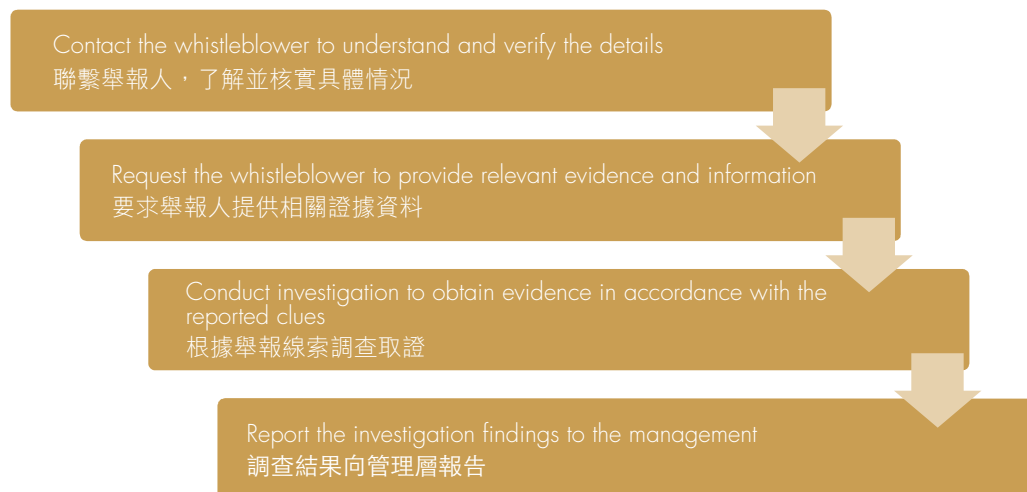 Contact the whistleblower to understand and verify the details
聯繫舉報人，了解並核實具體情況
Request the whistleblower to provide relevant evidence and information
要求舉報人提供相關證據資料
Conduct investigation to obtain evidence in accordance with the
reported clues
根據舉報線索調查取證
Report the investigation findings to the management
調查結果向管理層報告